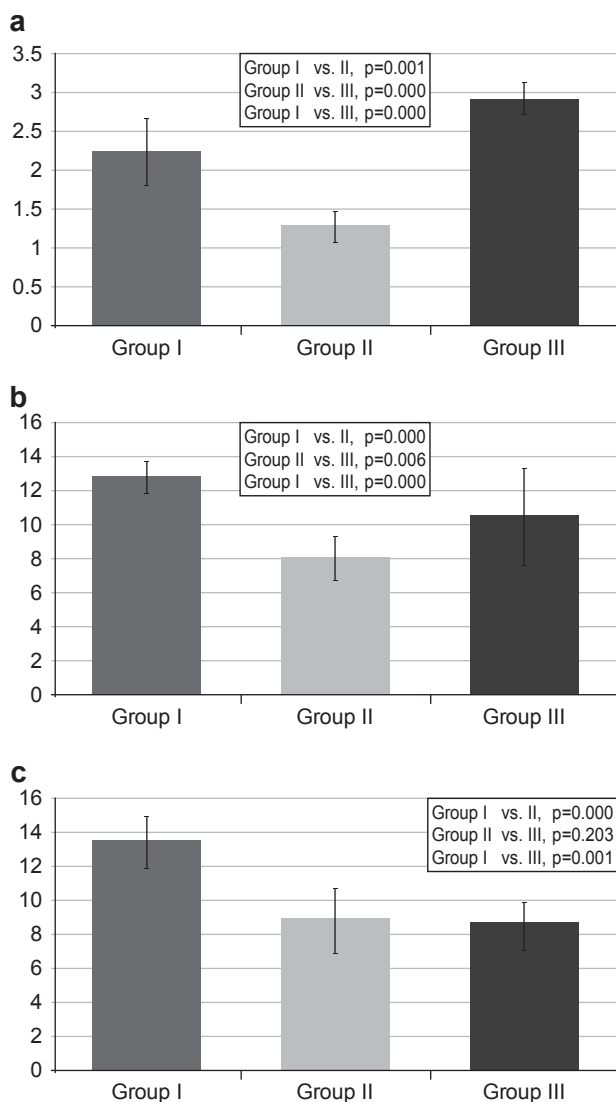 a
3.5
3
2.5
2
1.5
1
0.5
0
Group I vs. II, p=0.001
Group II vs. III, p=0.000
Group I vs. III, p=0.000
Group I Group II Group III
b
16
14
12
10
8
6
4
2
0
Group I vs. II, p=0.000
Group II vs. III, p=0.006
Group I vs. III, p=0.000
Group I Group II Group III
c
16
14
12
10
8
6
4
2
0
Group I vs. II, p=0.000
Group II vs. III, p=0.203
Group I vs. III, p=0.001
Group I Group II Group III